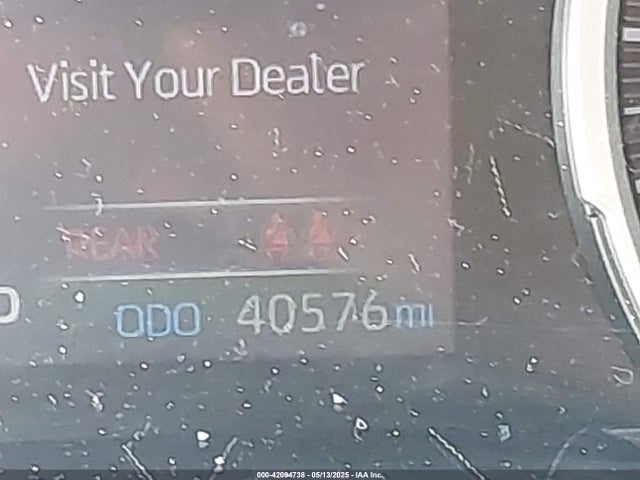 Visit Your Dealer
REAR
ODO 40576 mi
000-42094738 - 05/13/2025 - IAA Inc.